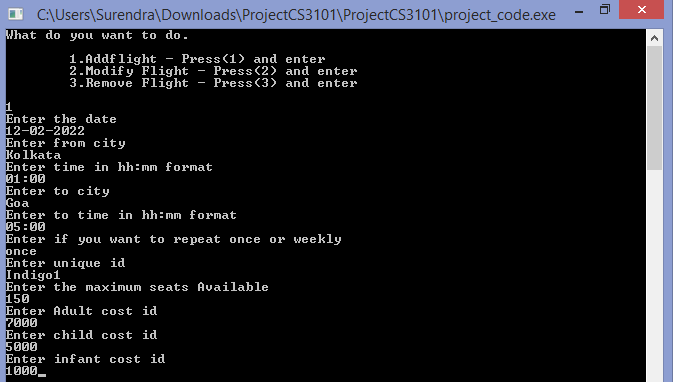 C:\Users\Surendra\Downloads\ProjectCS3101\ProjectCS3101\project_code.exe
What do you want to do.
1.Addflight - Press(1) and enter
2.Modify Flight - Press(2) and enter
3.Remove Flight - Press(3) and enter
1
Enter the date
12-02-2022
Enter from city
Kolkata
Enter time in hh:mm format
01:00
Enter to city
Goa
Enter to time in hh:mm format
05:00
Enter if you want to repeat once or weekly
once
Enter unique id
Indigo1
Enter the maximum seats Available
150
Enter Adult cost id
7000
Enter child cost id
5000
Enter infant cost id
1000